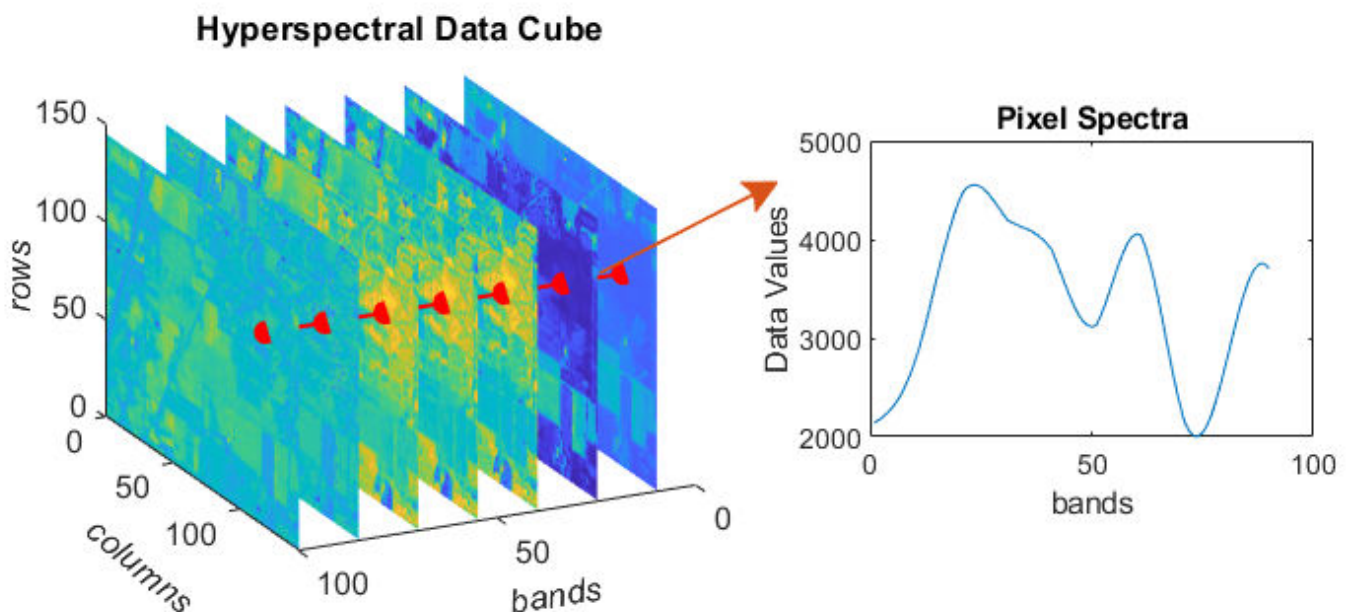 Hyperspectral Data Cube
150
100
50
0
rows
0
50
100
columns
100
50
0
bands
Pixel Spectra
5000
4000
3000
2000
Data Values
0
50
100
bands